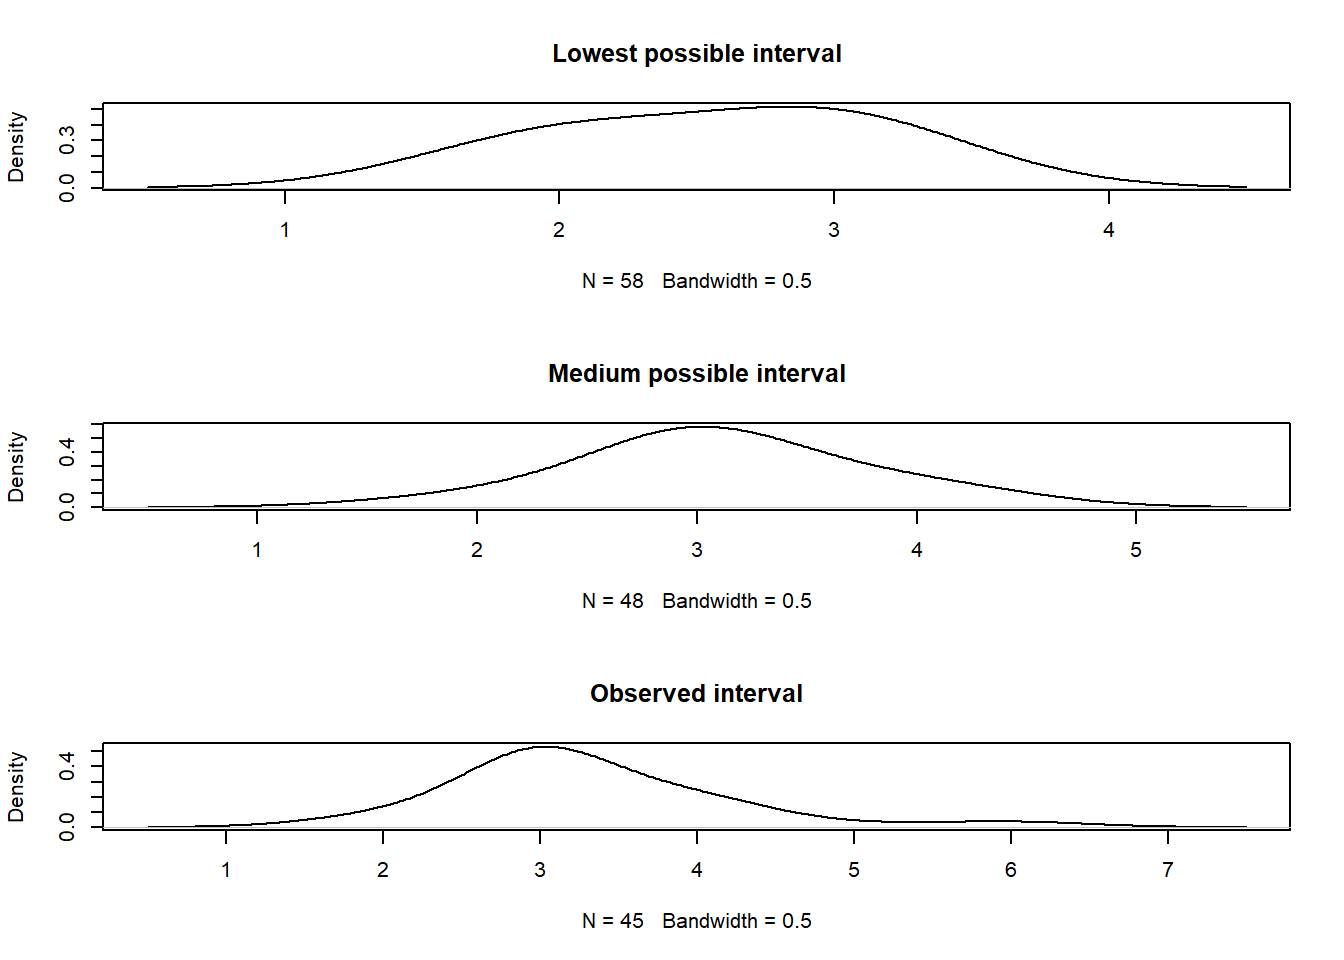 Lowest possible interval
Density
0.0 0.3
1 2 3 4
N = 58   Bandwidth = 0.5
Medium possible interval
Density
0.0 0.4
1 2 3 4 5
N = 48   Bandwidth = 0.5
Observed interval
Density
0.0 0.4
1 2 3 4 5 6 7
N = 45   Bandwidth = 0.5